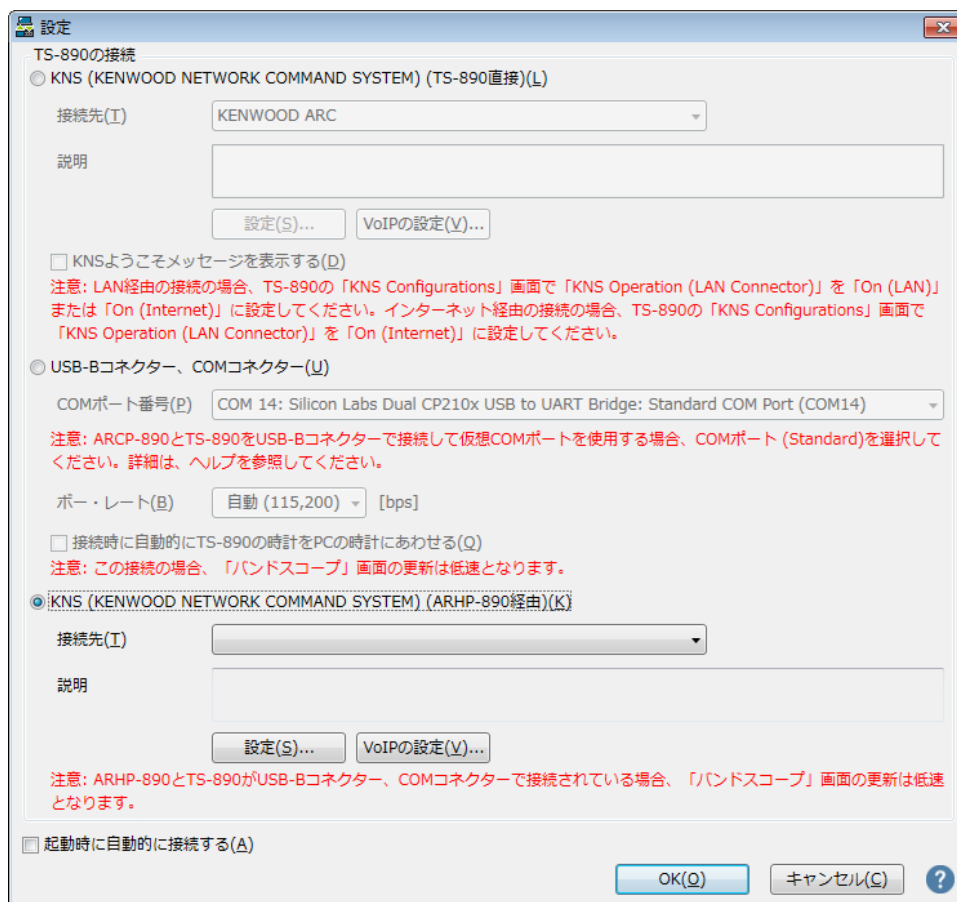 設定
TS-890の接続
KNS (KENWOOD NETWORK COMMAND SYSTEM) (TS-890直接)(L)
接続先(T) KENWOOD ARC
説明
設定(S)... VoIPの設定(V)...
KNSようこそメッセージを表示する(D)
注意: LAN経由の接続の場合、TS-890の「KNS Configurations」画面で「KNS Operation (LAN Connector)」を「On (LAN)」
または「On (Internet)」に設定してください。インターネット経由の接続の場合、TS-890の「KNS Configurations」画面で
「KNS Operation (LAN Connector)」を「On (Internet)」に設定してください。
USB-Bコネクター、COMコネクター(U)
COMポート番号(P) COM 14: Silicon Labs Dual CP210x USB to UART Bridge: Standard COM Port (COM14)
注意: ARCP-890とTS-890をUSB-Bコネクターで接続して仮想COMポートを使用する場合、COMポート (Standard)を選択して
ください。詳細は、ヘルプを参照してください。
ボー・レート(B) 自動 (115,200) [bps]
接続時に自動的にTS-890の時計をPCの時計にあわせる(Q)
注意: この接続の場合、「バンドスコープ」画面の更新は低速となります。
KNS (KENWOOD NETWORK COMMAND SYSTEM) (ARHP-890経由)(K)
接続先(T)
説明
設定(S)... VoIPの設定(V)...
注意: ARHP-890とTS-890がUSB-Bコネクター、COMコネクターで接続されている場合、「バンドスコープ」画面の更新は低速
となります。
起動時に自動的に接続する(A)
OK(O) キャンセル(C) ?